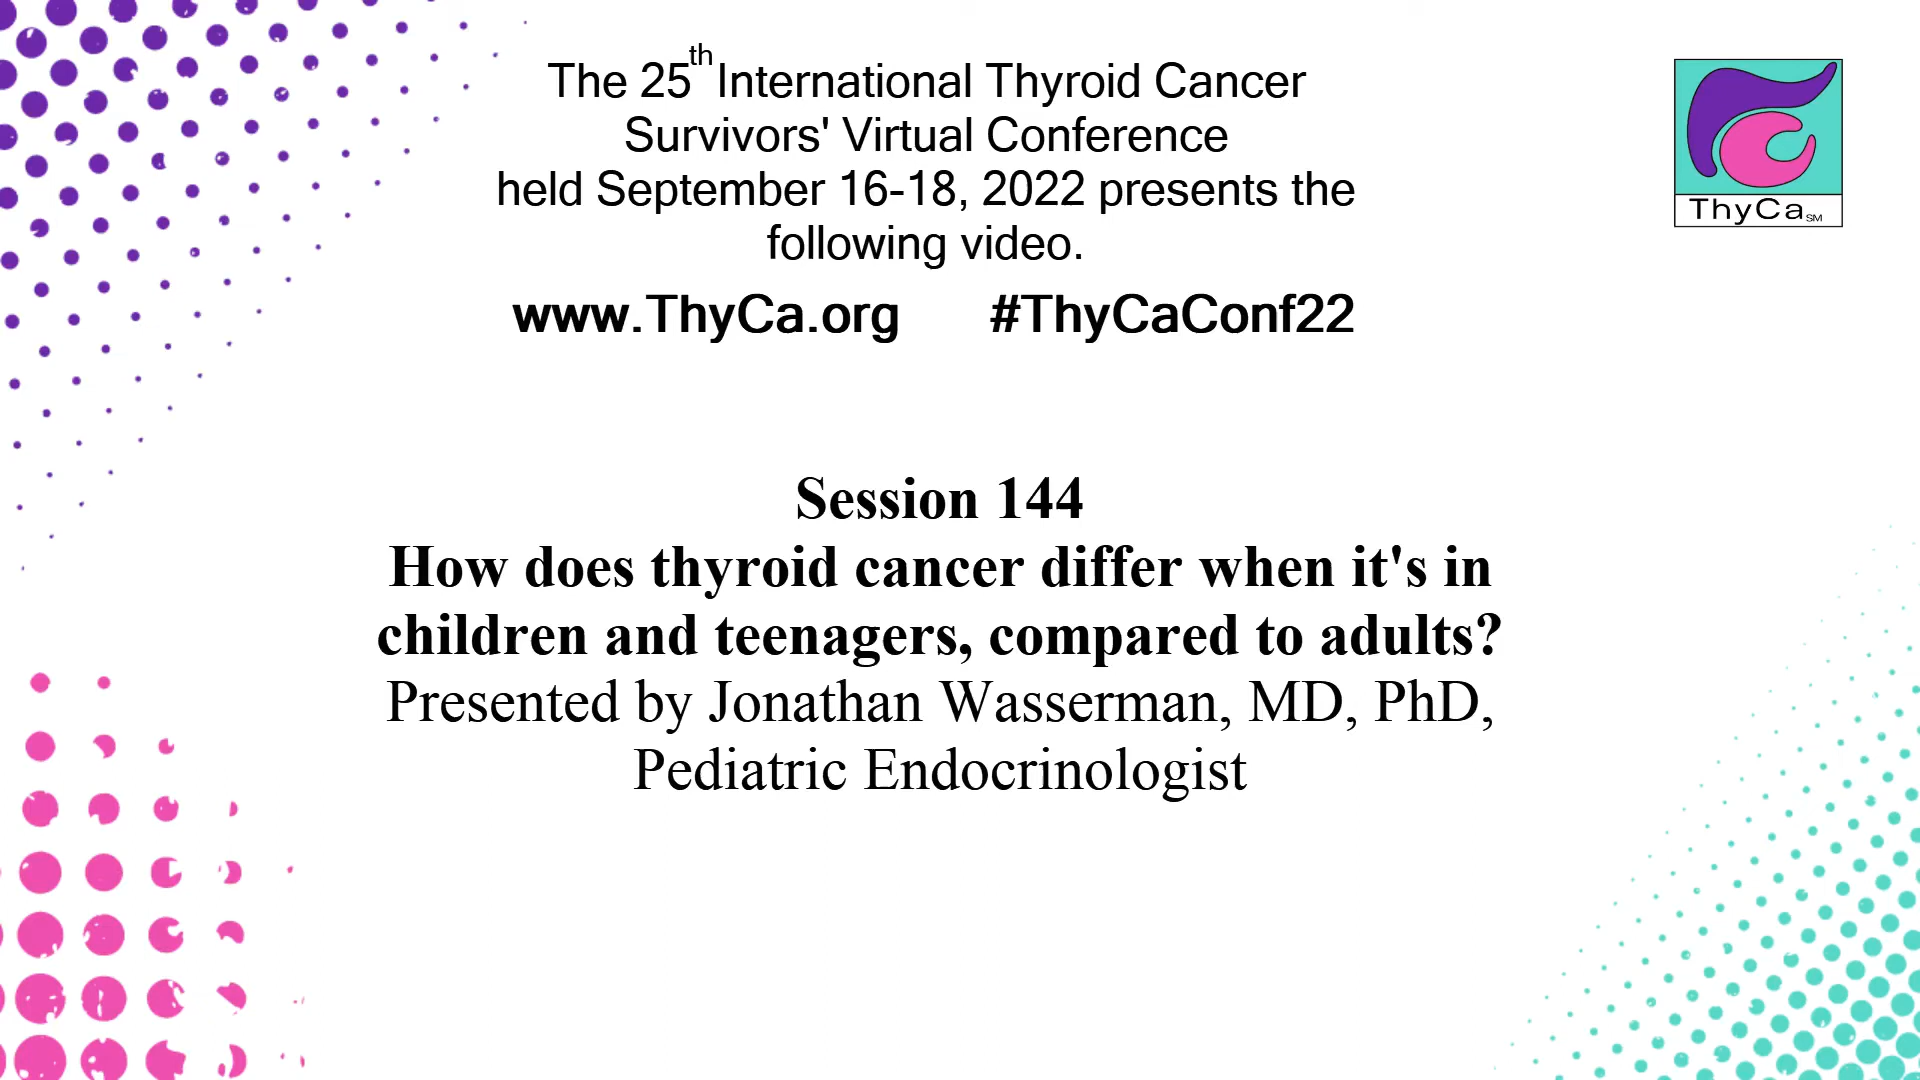 The 25th International Thyroid Cancer
Survivors' Virtual Conference
held September 16-18, 2022 presents the
following video.
www.ThyCa.org #ThyCaConf22
ThyCa SM
Session 144
How does thyroid cancer differ when it's in
children and teenagers, compared to adults?
Presented by Jonathan Wasserman, MD, PhD,
Pediatric Endocrinologist